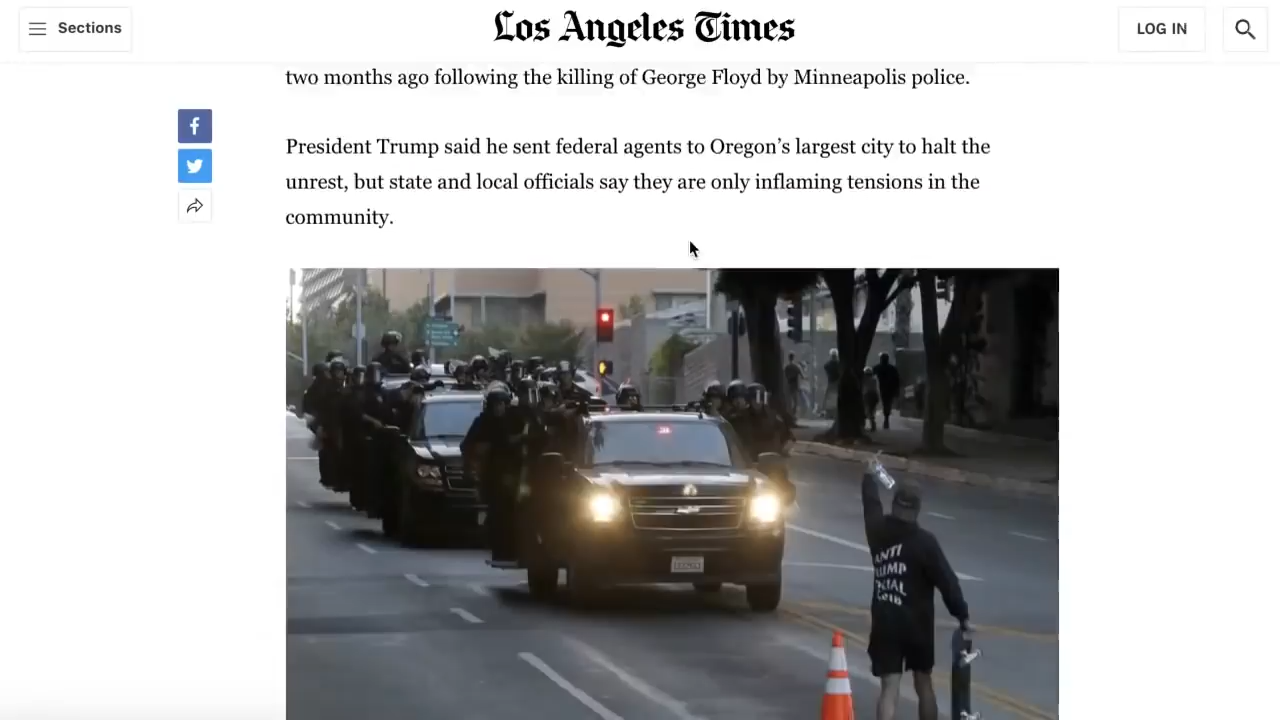 Sections
Los Angeles Times
LOG IN
two months ago following the killing of George Floyd by Minneapolis police.
President Trump said he sent federal agents to Oregon’s largest city to halt the
unrest, but state and local officials say they are only inflaming tensions in the
community.
ANTI